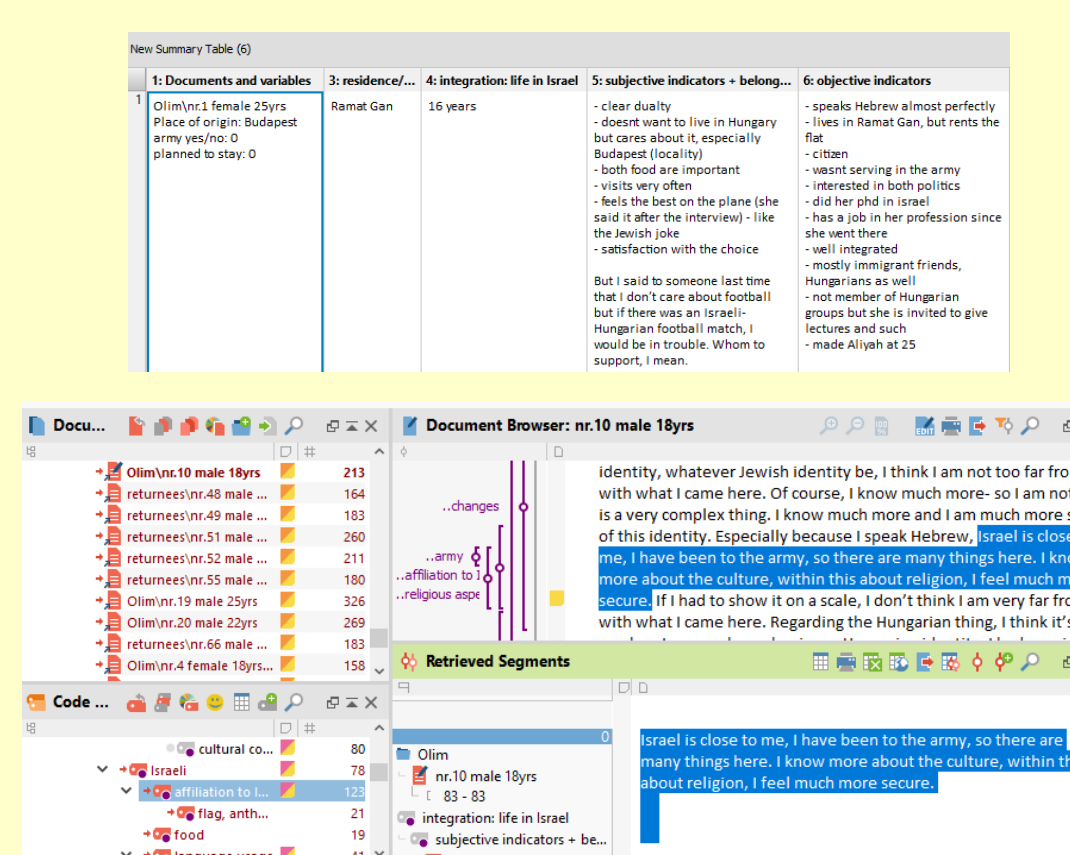 New Summary Table (6)
1: Documents and variables
3: residence/...
4: integration: life in Israel
5: subjective indicators + belong...
6: objective indicators
1
Olim\nr.1 female 25yrs
Place of origin: Budapest
army yes/no: 0
planned to stay: 0
Ramat Gan
16 years
- clear dualty
- doesnt want to live in Hungary
but cares about it, especially
Budapest (locality)
- both food are important
- visits very often
- feels the best on the plane (she
said it after the interview) - like
the Jewish joke
- satisfaction with the choice
But I said to someone last time
that I don't care about football
but if there was an Israeli-
Hungarian football match, I
would be in trouble. Whom to
support, I mean.
- speaks Hebrew almost perfectly
- lives in Ramat Gan, but rents the
flat
- citizen
- wasnt serving in the army
- interested in both politics
- did her phd in israel
- has a job in her profession since
she went there
- well integrated
- mostly immigrant friends,
Hungarians as well
- not member of Hungarian
groups but she is invited to give
lectures and such
- made Aliyah at 25
Docu...
Olim\nr.10 male 18yrs 213
returnees\nr.48 male ... 164
returnees\nr.49 male ... 183
returnees\nr.51 male ... 260
returnees\nr.52 male ... 211
returnees\nr.55 male ... 180
Olim\nr.19 male 25yrs 326
Olim\nr.20 male 22yrs 269
returnees\nr.66 male ... 183
Olim\nr.4 female 18yrs... 158
Code ...
cultural co... 80
Israeli 78
affiliation to I... 123
flag, anth... 21
food 19
language usage 41
Document Browser: nr.10 male 18yrs
EDIT
..changes
..army
..affiliation to I
..religious aspe
identity, whatever Jewish identity be, I think I am not too far fro
with what I came here. Of course, I know much more- so I am not
is a very complex thing. I know much more and I am much more s
of this identity. Especially because I speak Hebrew, Israel is close
me, I have been to the army, so there are many things here. I kno
more about the culture, within this about religion, I feel much m
secure. If I had to show it on a scale, I don't think I am very far fro
with what I came here. Regarding the Hungarian thing, I think it's
Retrieved Segments
0
Olim
nr.10 male 18yrs
83 - 83
integration: life in Israel
subjective indicators + be...
Israel is close to me, I have been to the army, so there are
many things here. I know more about the culture, within th
about religion, I feel much more secure.